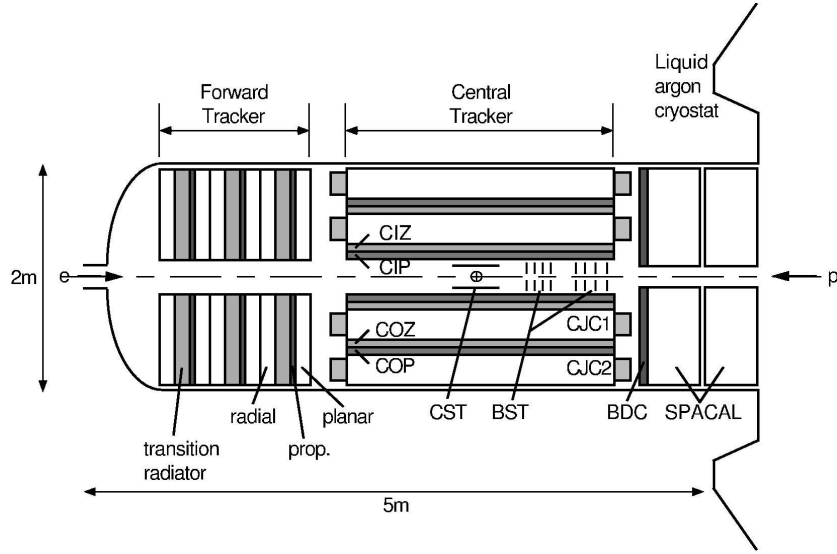 Forward
Tracker
Central
Tracker
Liquid
argon
cryostat
CIZ
CIP
2m
e
p
COZ
COP
CJC1
CJC2
CST
BST
BDC
SPACAL
radial
planar
transition
radiator
prop.
5m